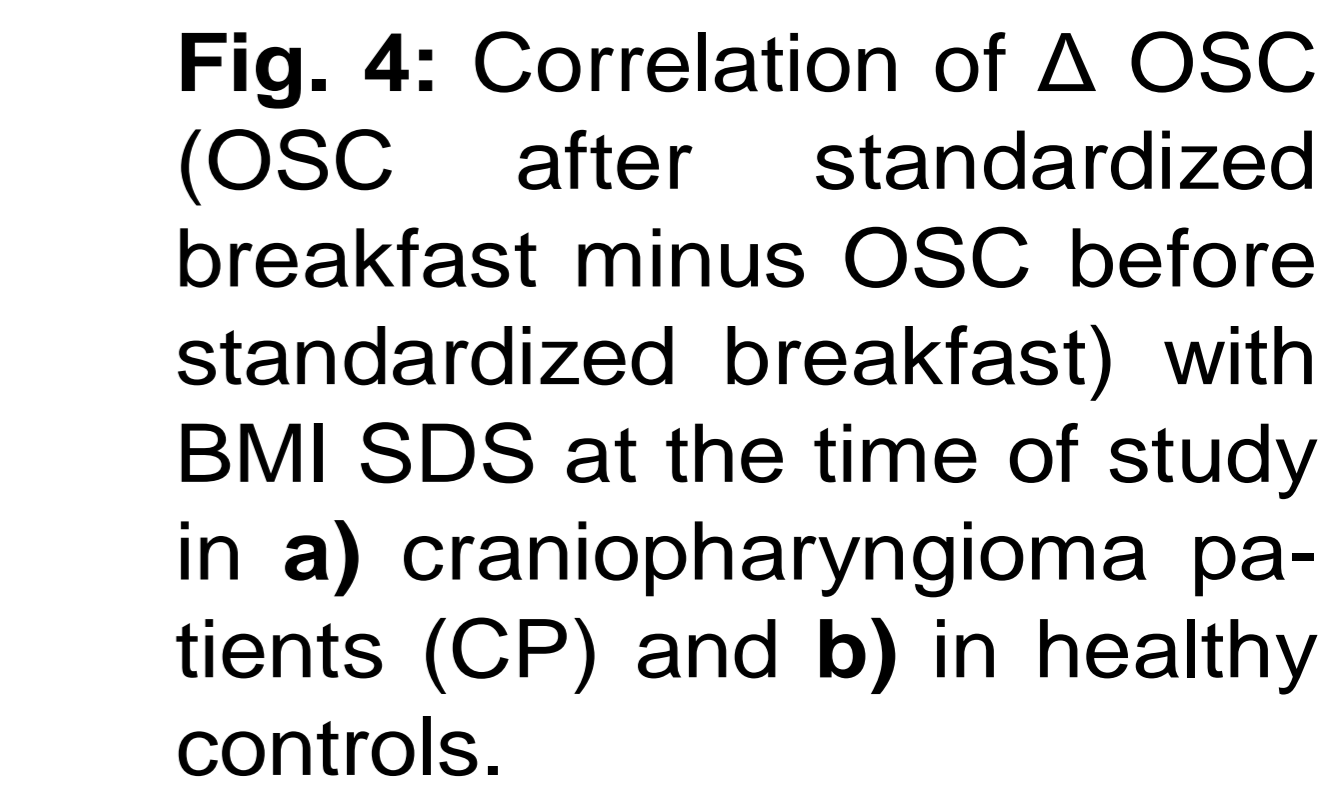 Fig. 4: Correlation of Δ OSC
(OSC after standardized
breakfast minus OSC before
standardized breakfast) with
BMI SDS at the time of study
in a) craniopharyngioma pa-
tients (CP) and b) in healthy
controls.